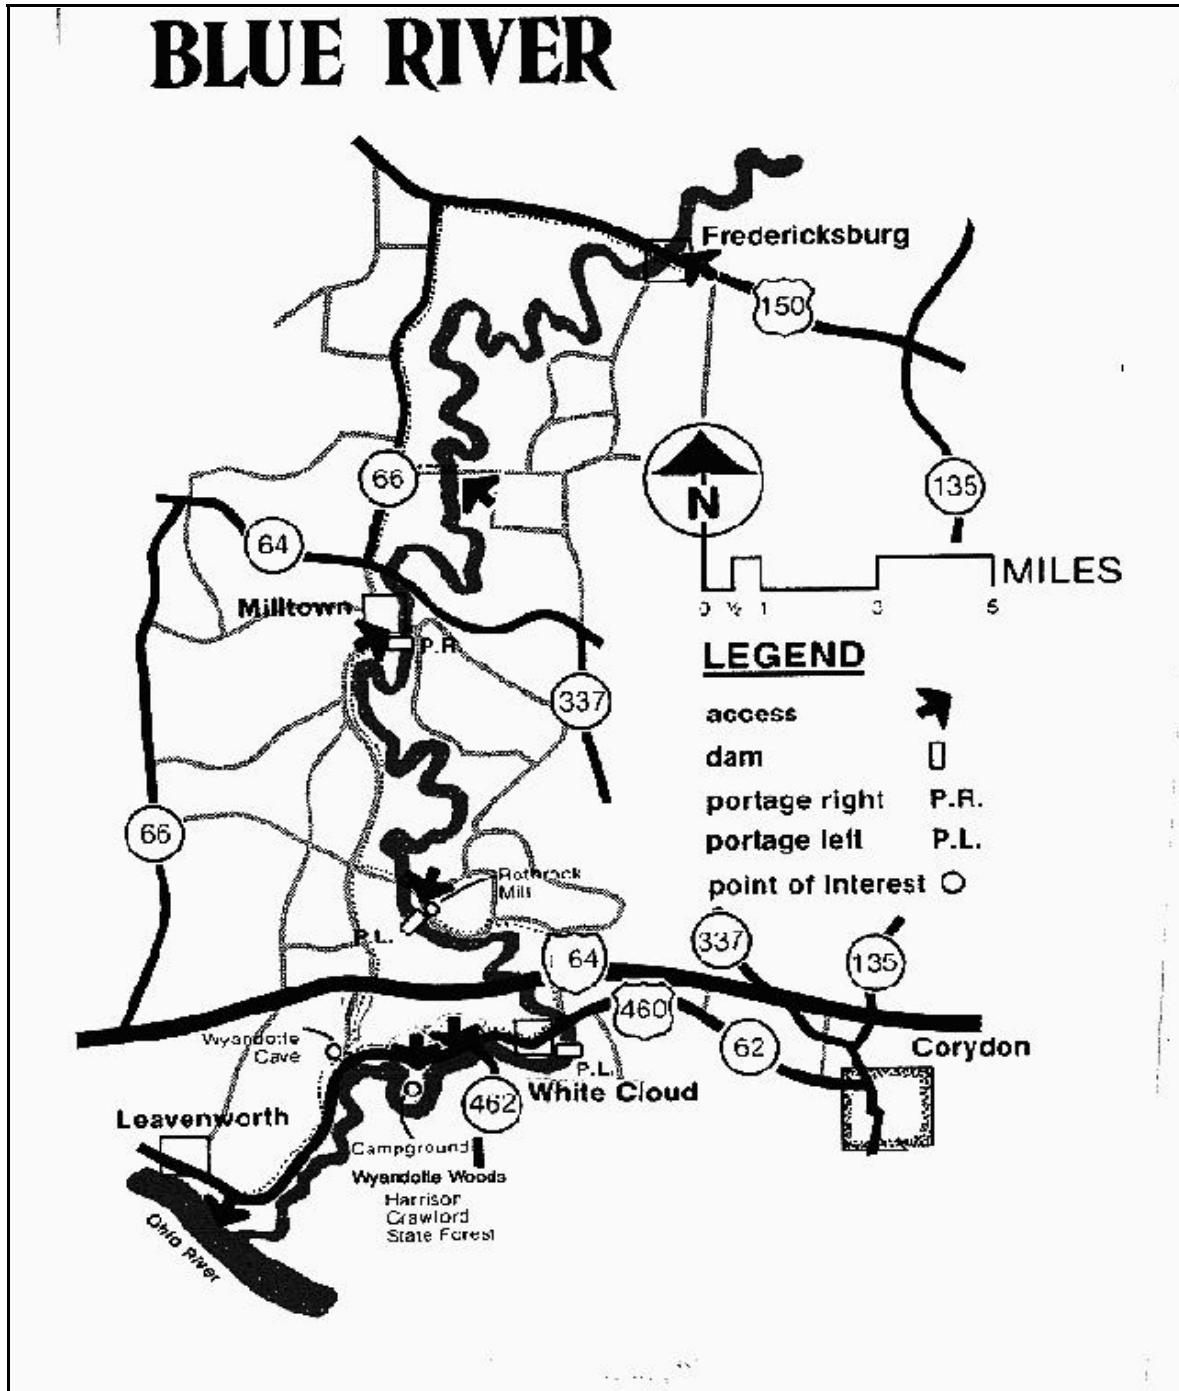 BLUE RIVER
Fredericksburg
150
66
135
64
N
MILES
0 ½ 1 3 5
Milltown
P.R.
LEGEND
337
access
dam
portage right P.R.
portage left P.L.
66
point of Interest
Rothrock
Mill
P.L.
337
64
135
460
Wyandotte
Cave
62
Corydon
P.L.
White Cloud
462
Leavenworth
Campground
Wyandotte Woods
Harrison
Crawford
State Forest
Ohio River